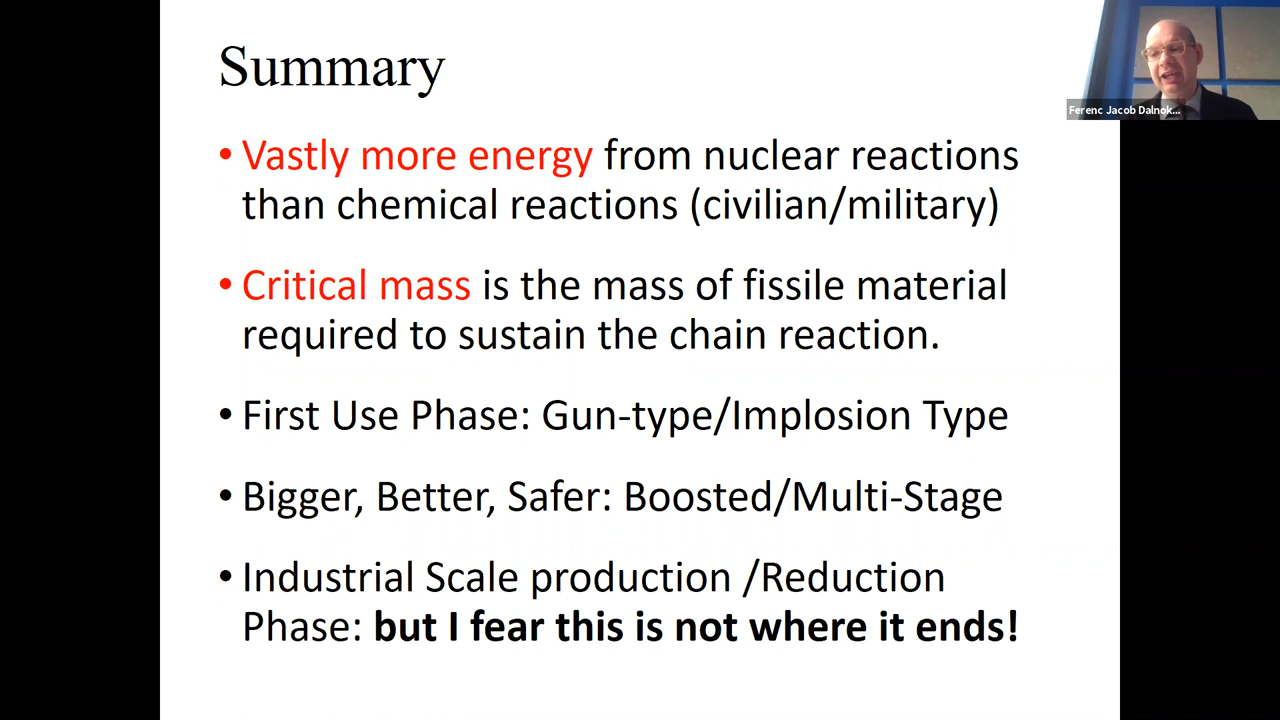 Summary
• Vastly more energy from nuclear reactions
than chemical reactions (civilian/military)
• Critical mass is the mass of fissile material
required to sustain the chain reaction.
• First Use Phase: Gun-type/Implosion Type
• Bigger, Better, Safer: Boosted/Multi-Stage
• Industrial Scale production /Reduction
Phase: but I fear this is not where it ends!
Ferenc Jacob Dalnok...